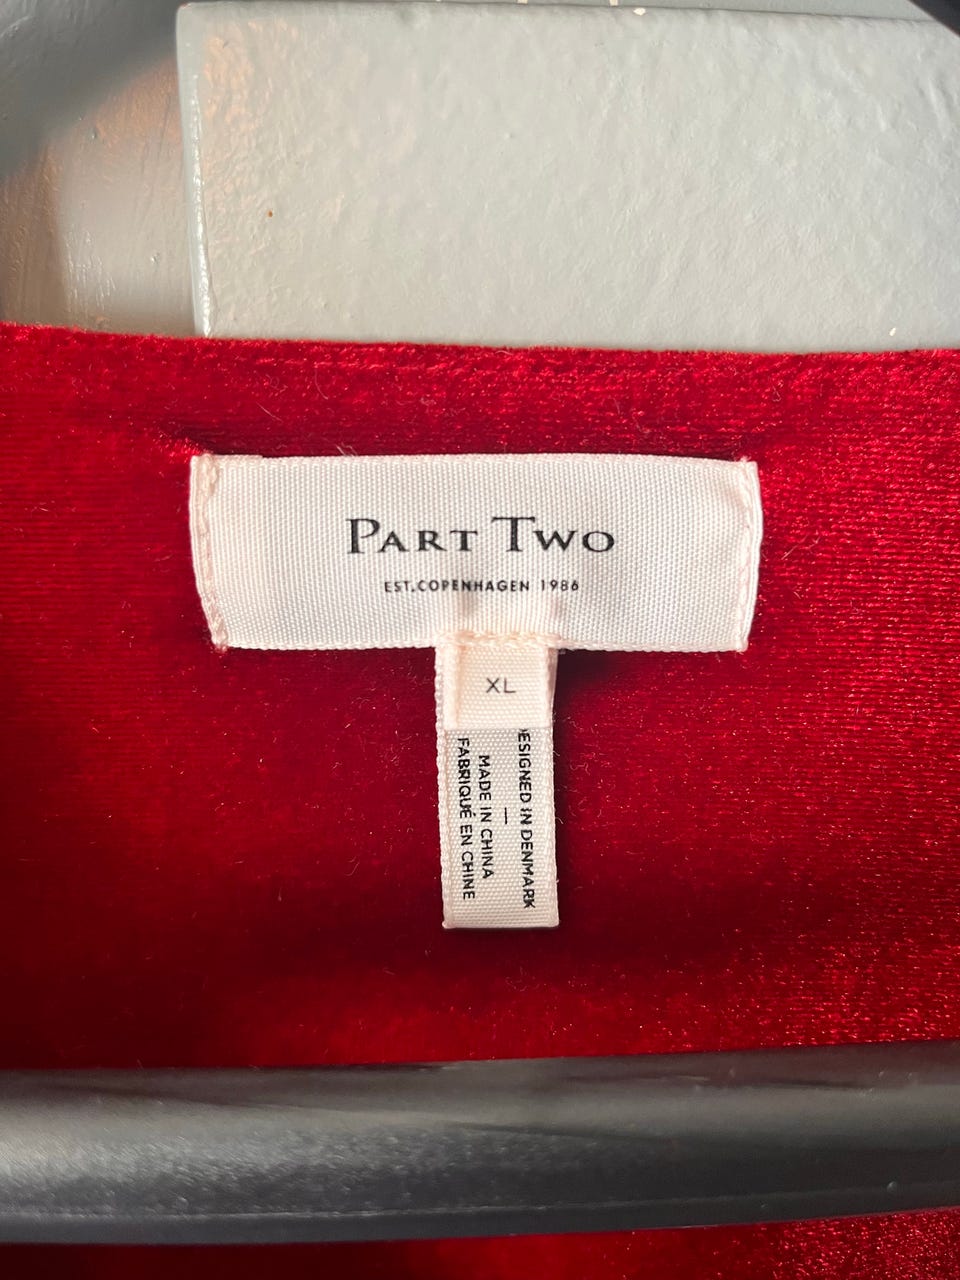 PART TWO
EST.COPENHAGEN 1986
XL
DESIGNED IN DENMARK
—
MADE IN CHINA
FABRIQUÉ EN CHINE